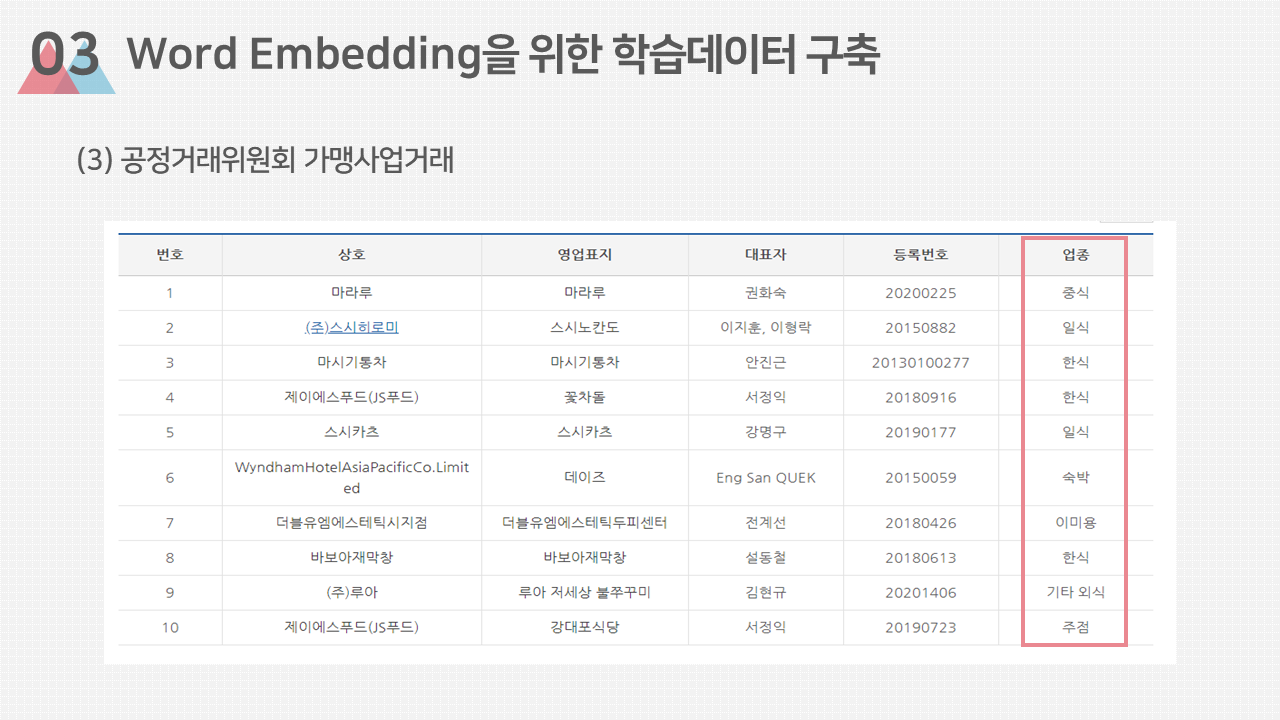 03 Word Embedding을 위한 학습데이터 구축
(3) 공정거래위원회 가맹사업거래
번호 상호 영업표지 대표자 등록번호 업종
1 마라루 마라루 권화숙 20200225 중식
2 (주)스시히로미 스시노칸도 이지훈, 이형락 20150882 일식
3 마시기통차 마시기통차 안진근 20130100277 한식
4 제이에스푸드(JS푸드) 꽃차돌 서정익 20180916 한식
5 스시카츠 스시카츠 강명구 20190177 일식
6 WyndhamHotelAsiaPacificCo.Limit
ed 데이즈 Eng San QUEK 20150059 숙박
7 더블유엠에스테틱시지점 더블유엠에스테틱두피센터 전계선 20180426 이미용
8 바보아재막창 바보아재막창 설동철 20180613 한식
9 (주)루아 루아 저세상 불쭈꾸미 김현규 20201406 기타 외식
10 제이에스푸드(JS푸드) 강대포식당 서정익 20190723 주점